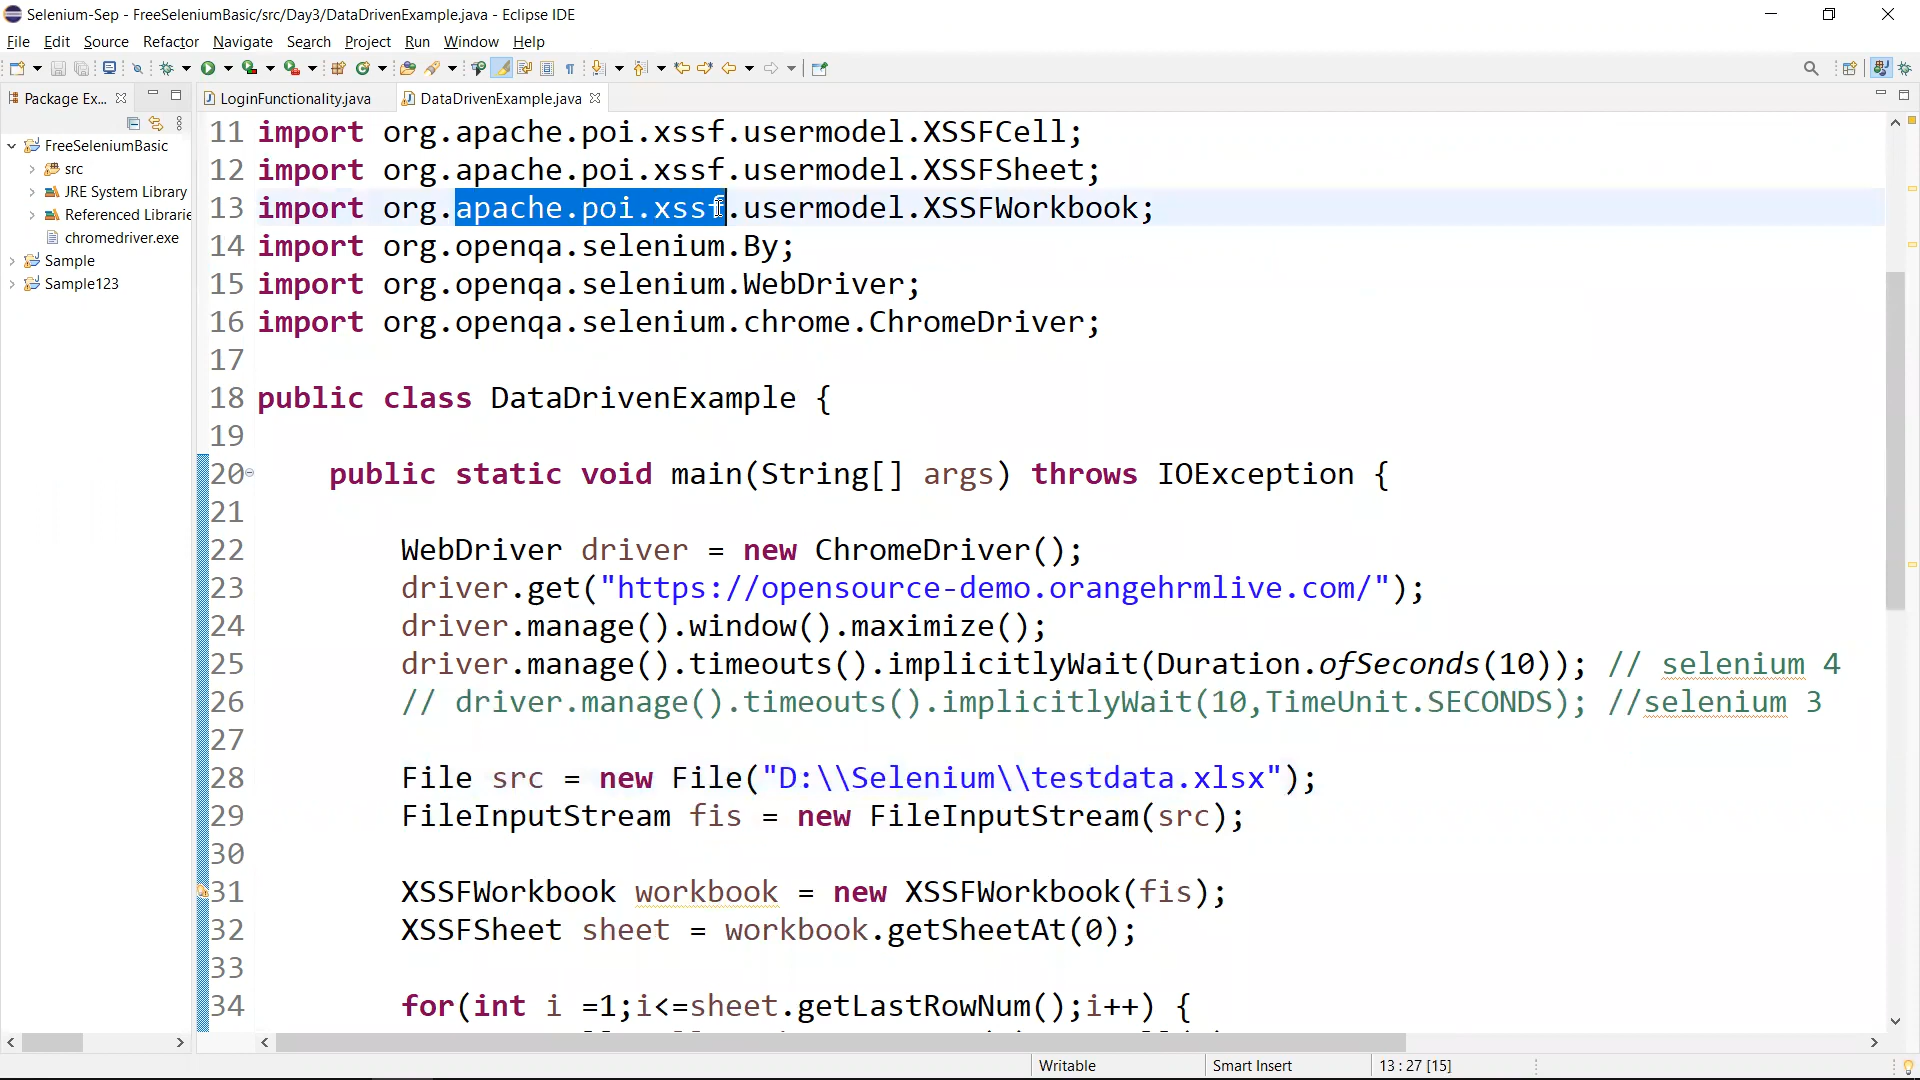 Selenium-Sep - FreeSeleniumBasic/src/Day3/DataDrivenExample.java - Eclipse IDE
File Edit Source Refactor Navigate Search Project Run Window Help
Package Ex...
LoginFunctionality.java
DataDrivenExample.java
FreeSeleniumBasic
src
JRE System Library
Referenced Librarie
chromedriver.exe
Sample
Sample123
11 import org.apache.poi.xssf.usermodel.XSSFCell;
12 import org.apache.poi.xssf.usermodel.XSSFSheet;
13 import org.apache.poi.xssf.usermodel.XSSFWorkbook;
14 import org.openqa.selenium.By;
15 import org.openqa.selenium.WebDriver;
16 import org.openqa.selenium.chrome.ChromeDriver;
17
18 public class DataDrivenExample {
19
20 public static void main(String[] args) throws IOException {
21
22 WebDriver driver = new ChromeDriver();
23 driver.get("https://opensource-demo.orangehrmlive.com/");
24 driver.manage().window().maximize();
25 driver.manage().timeouts().implicitlyWait(Duration.ofSeconds(10)); // selenium 4
26 // driver.manage().timeouts().implicitlyWait(10,TimeUnit.SECONDS); //selenium 3
27
28 File src = new File("D:\\Selenium\\testdata.xlsx");
29 FileInputStream fis = new FileInputStream(src);
30
31 XSSFWorkbook workbook = new XSSFWorkbook(fis);
32 XSSFSheet sheet = workbook.getSheetAt(0);
33
34 for(int i =1;i<=sheet.getLastRowNum();i++) {
Writable
Smart Insert
13 : 27 [15]